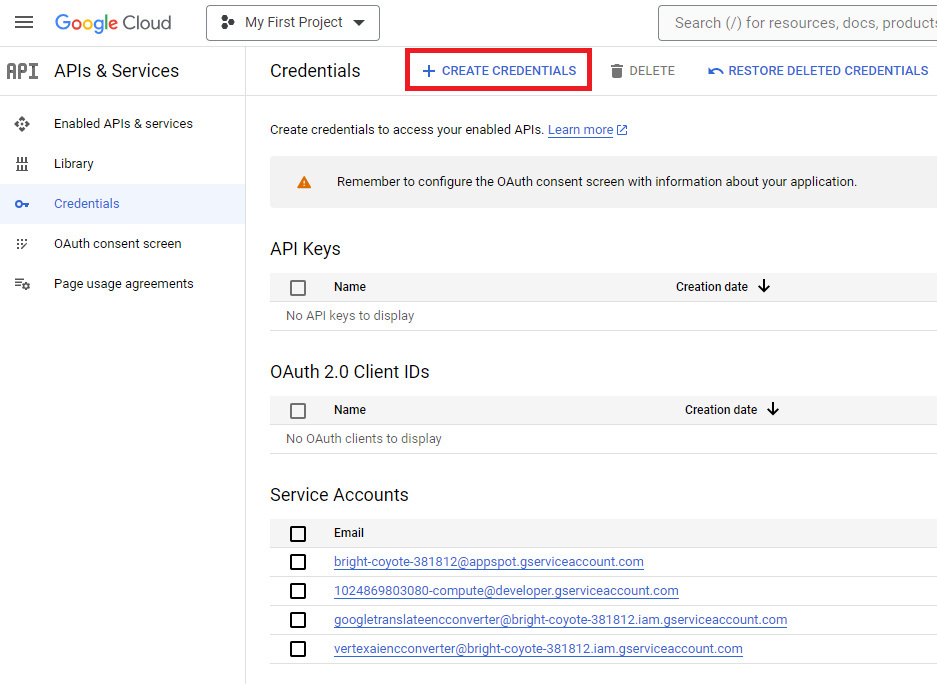 Google Cloud
My First Project
Search (/) for resources, docs, products
API APIs & Services
Credentials
CREATE CREDENTIALS
DELETE
RESTORE DELETED CREDENTIALS
Enabled APIs & services
Library
Credentials
OAuth consent screen
Page usage agreements
Create credentials to access your enabled APIs. Learn more
Remember to configure the OAuth consent screen with information about your application.
API Keys
Name Creation date
No API keys to display
OAuth 2.0 Client IDs
Name Creation date
No OAuth clients to display
Service Accounts
Email
bright-coyote-381812@appspot.gserviceaccount.com
1024869803080-compute@developer.gserviceaccount.com
googletranslateencconverter@bright-coyote-381812.iam.gserviceaccount.com
vertexaiencconverter@bright-coyote-381812.iam.gserviceaccount.com